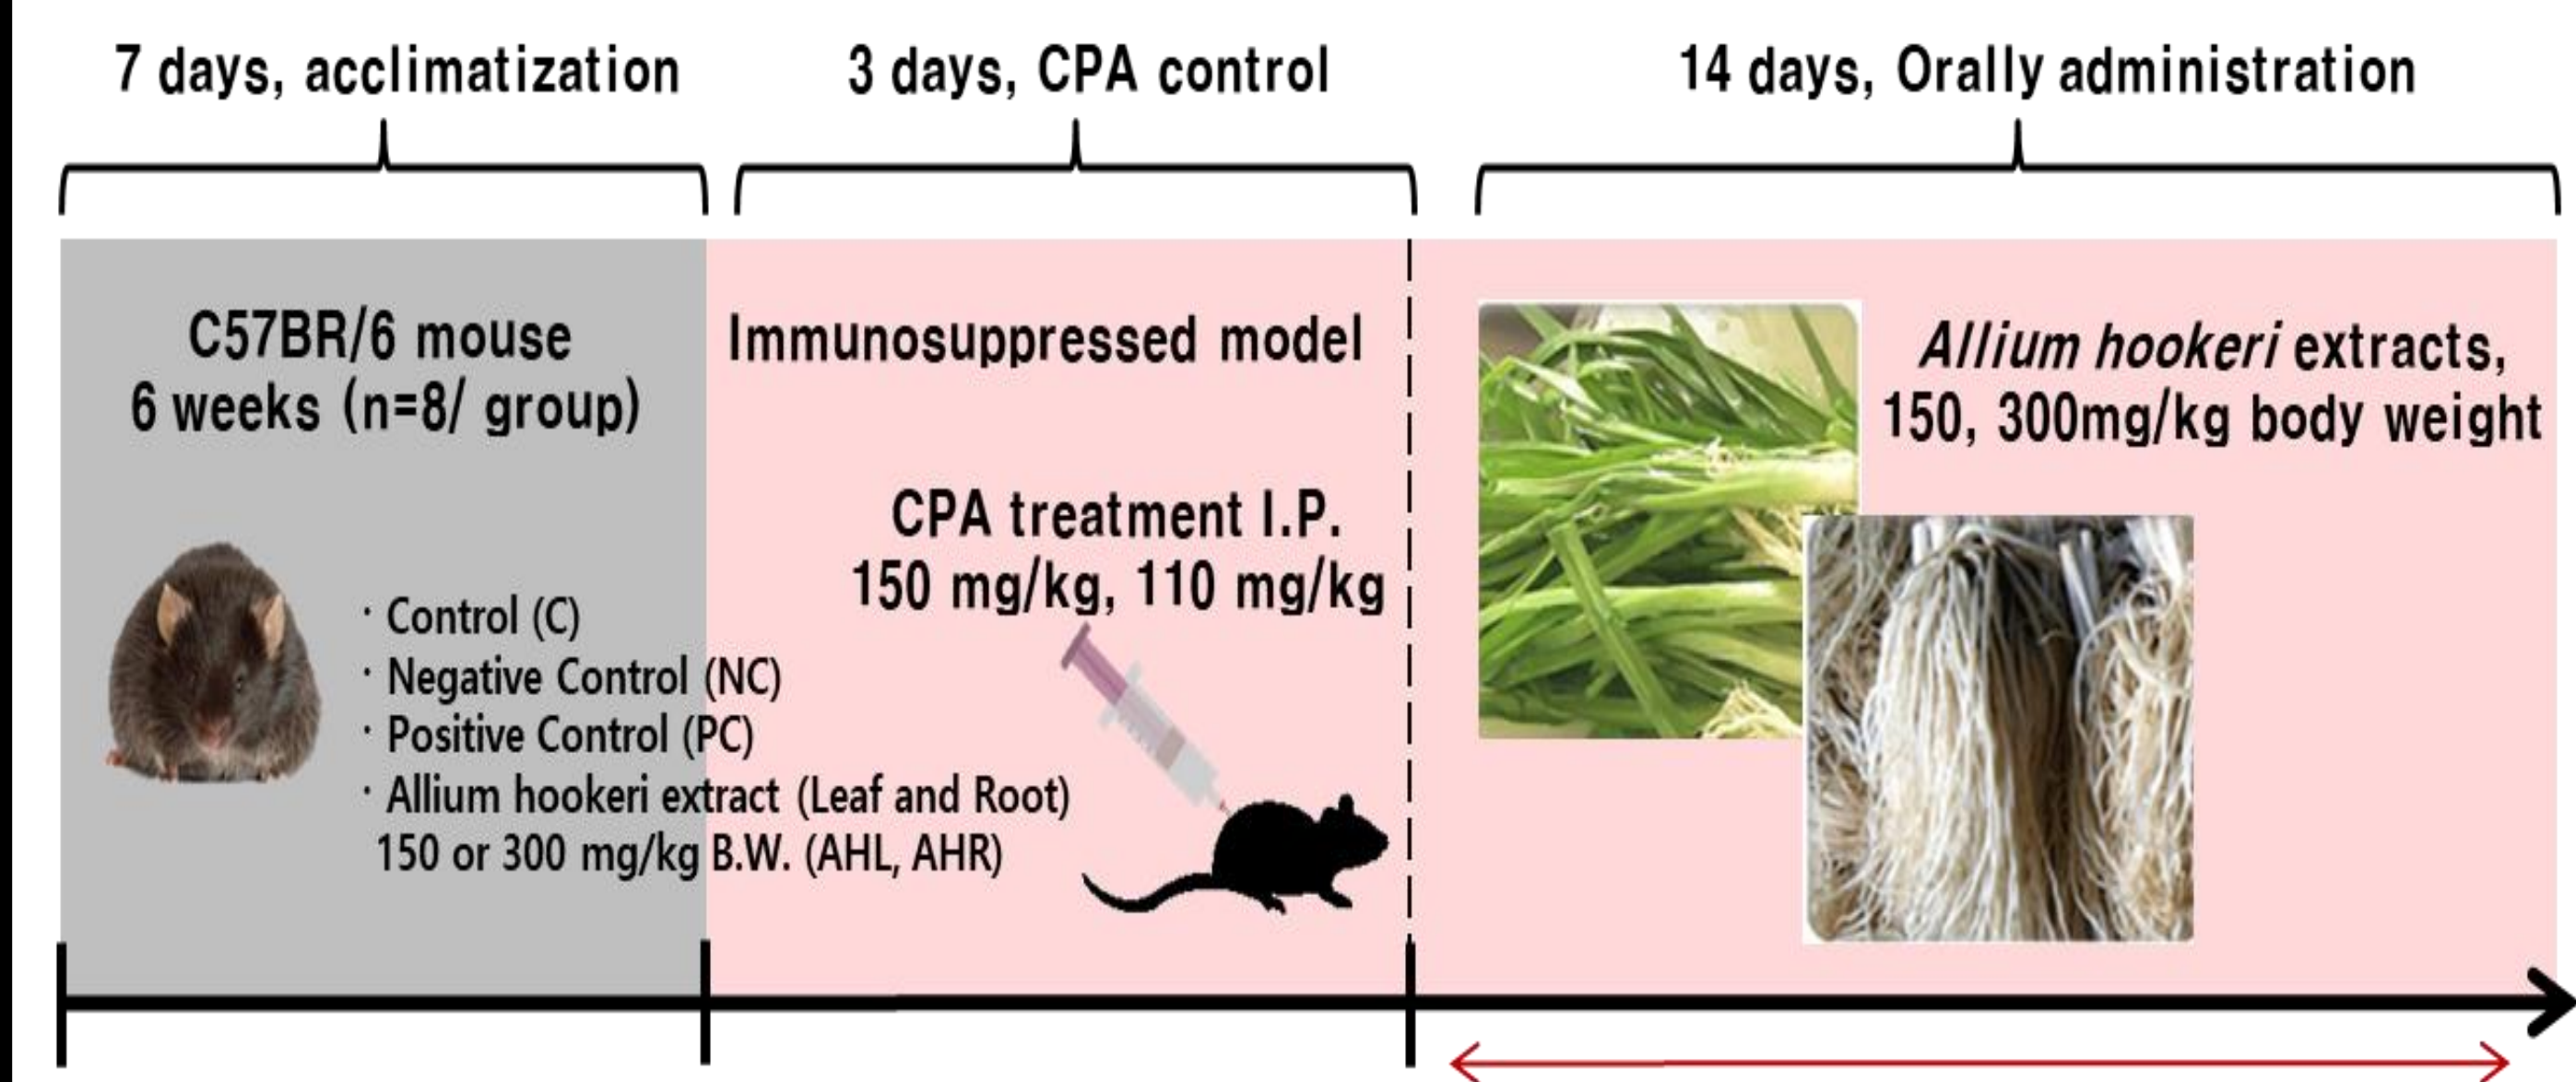 7 days, acclimatization
3 days, CPA control
14 days, Orally administration
C57BR/6 mouse
6 weeks (n=8/ group)
· Control (C)
· Negative Control (NC)
· Positive Control (PC)
· Allium hookeri extract (Leaf and Root)
150 or 300 mg/kg B.W. (AHL, AHR)
Immunosuppressed model
CPA treatment I.P.
150 mg/kg, 110 mg/kg
Allium hookeri extracts,
150, 300mg/kg body weight